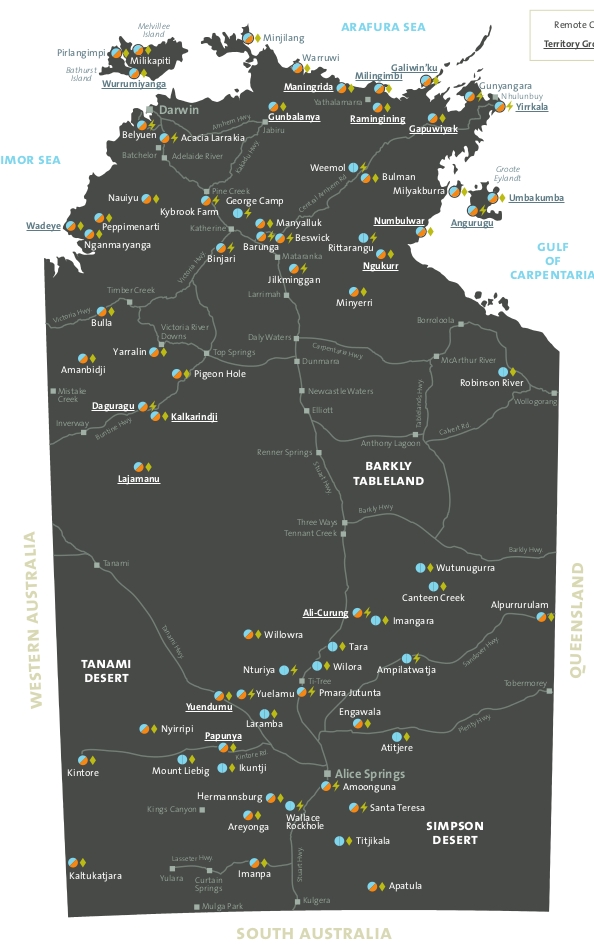 Melville
Island
ARAFURA SEA
Remote C
Territory Gro
Minjilang
Pirlangimpi
Milikapiti
Bathurst
Island
Wurrumiyanga
Warruwi
Galiwin'ku
Milingimbi
Maningrida
Gunyangara
Nhulunbuy
Yirrkala
Yathalamarra
Ramingining
Gapuwiyak
Darwin
Gunbalanya
Jabiru
Arnhem Hwy
Belyuen
Acacia Larrakia
Batchelor
Adelaide River
Kakadu Hwy
IMOR SEA
Weemol
Bulman
Central Arnhem Rd
Groote
Eylandt
Milyakburra
Umbakumba
Angurugu
Nauiyu
Pine Creek
Kybrook Farm
George Camp
Wadeye
Peppimenarti
Nganmaryanga
Katherine
Manyalluk
Barunga
Beswick
Numbulwar
Rittarangu
Ngukurr
Binjari
Mataranka
Jilkminggan
GULF
OF
CARPENTARIA
Victoria Hwy
Timber Creek
Larrimah
Minyerri
Victoria Hwy
Bulla
Victoria River
Downs
Borroloola
Daly Waters
Carpentaria Hwy
Yarralin
Top Springs
Amanbidji
Dunmarra
McArthur River
Pigeon Hole
Robinson River
Mistake
Creek
Newcastle Waters
Wollogorang
Tablelands Hwy
Daguragu
Kalkarindji
Elliott
Inverway
Buntine Hwy
Calvert Rd
Anthony Lagoon
Renner Springs
Lajamanu
Stuart Hwy
BARKLY
TABLELAND
Three Ways
Barkly Hwy
Tennant Creek
Barkly Hwy
Tanami
Wutunugurra
Canteen Creek
WESTERN AUSTRALIA
QUEENSLAND
Ali-Curung
Imangara
Alpurrurulam
Tanami Hwy
Willowra
Tara
Sandover Hwy
TANAMI
DESERT
Nturiya
Wilora
Ampilatwatja
Ti-Tree
Tobermorey
Yuelamu
Pmara Jutunta
Yuendumu
Laramba
Engawala
Plenty Hwy
Nyirripi
Papunya
Atitjere
Kintore Rd
Kintore
Mount Liebig
Ikuntji
Alice Springs
Amoonguna
Hermannsburg
Kings Canyon
Wallace
Rockhole
Santa Teresa
Areyonga
SIMPSON
DESERT
Titjikala
Lasseter Hwy
Kaltukatjara
Yulara
Curtain
Springs
Imanpa
Stuart Hwy
Apatula
Mulga Park
Kulgera
SOUTH AUSTRALIA